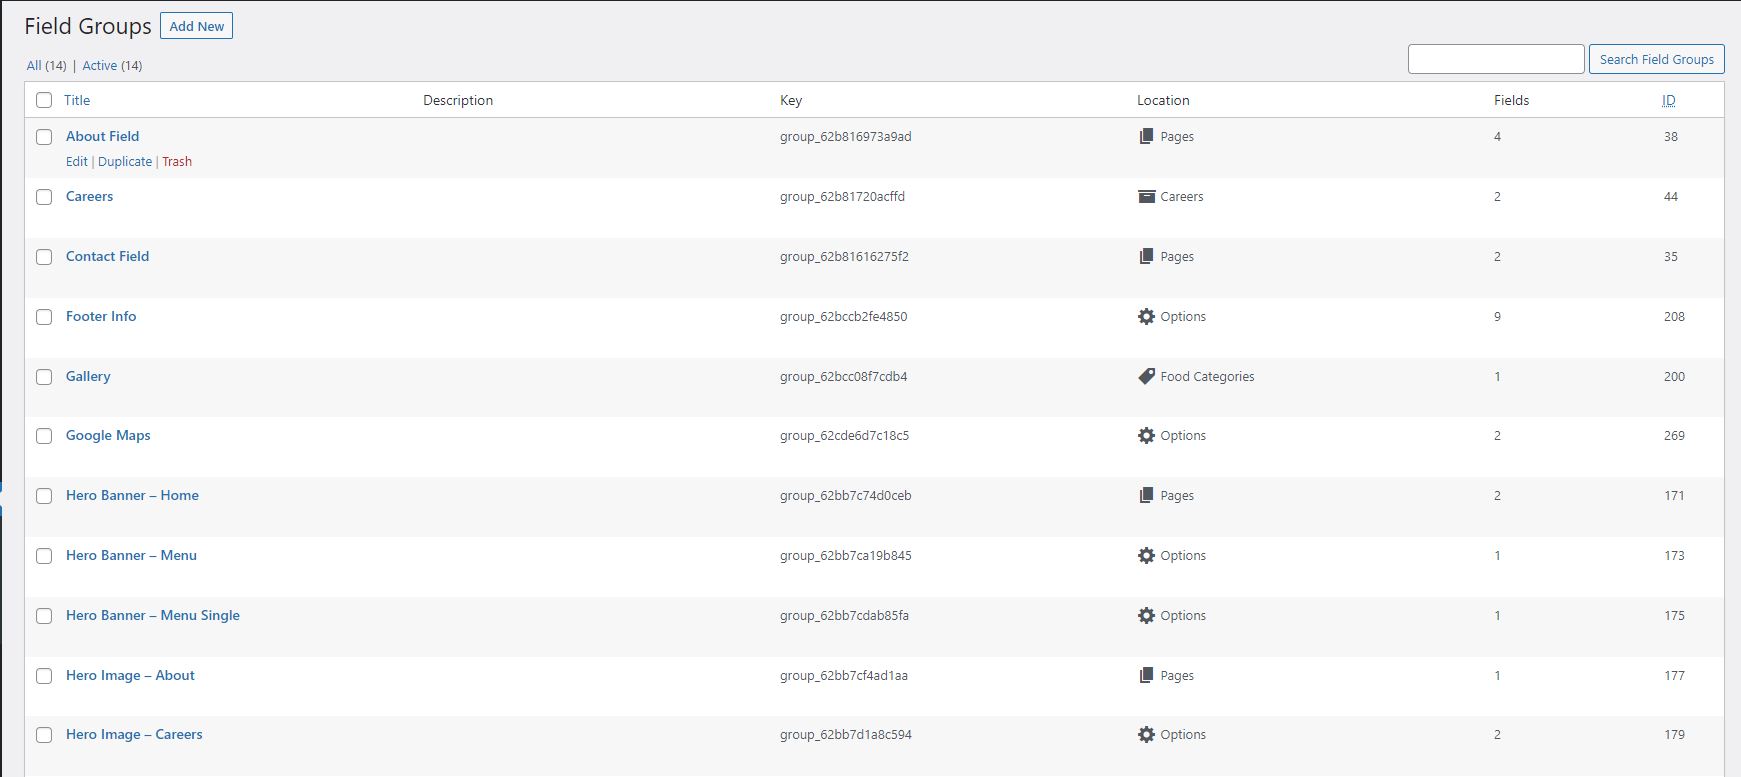 Field Groups Add New
All (14) | Active (14)
Search Field Groups
Title Description Key Location Fields ID
About Field group_62b816973a9ad Pages 4 38
Edit | Duplicate | Trash
Careers group_62b81720acffd Careers 2 44
Contact Field group_62b81616275f2 Pages 2 35
Footer Info group_62bccb2fe4850 Options 9 208
Gallery group_62bcc08f7cdb4 Food Categories 1 200
Google Maps group_62cde6d7c18c5 Options 2 269
Hero Banner – Home group_62bb7c74d0ceb Pages 2 171
Hero Banner – Menu group_62bb7ca19b845 Options 1 173
Hero Banner – Menu Single group_62bb7cdab85fa Options 1 175
Hero Image – About group_62bb7cf4ad1aa Pages 1 177
Hero Image – Careers group_62bb7d1a8c594 Options 2 179